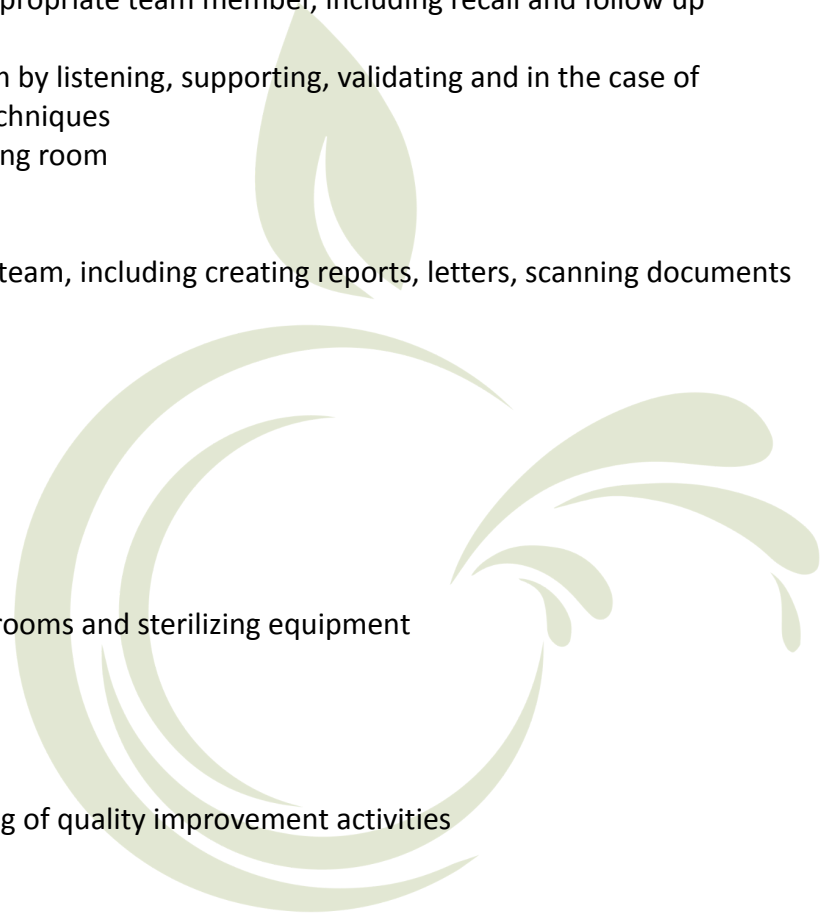 propriate team member, including recall and follow up
by listening, supporting, validating and in the case of
chniques
ng room
team, including creating reports, letters, scanning documents
rooms and sterilizing equipment
g of quality improvement activities